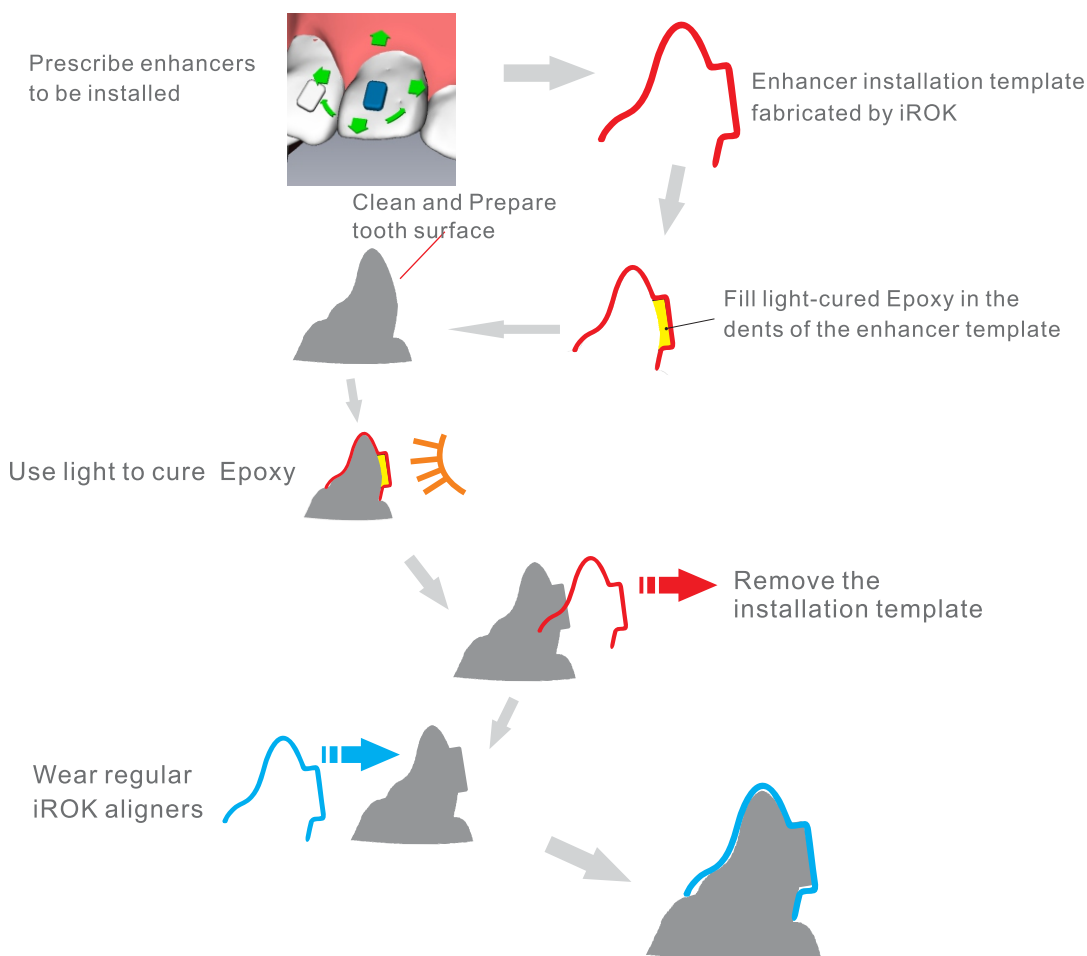 Prescribe enhancers
to be installed
Enhancer installation template
fabricated by iROK
Clean and Prepare
tooth surface
Fill light-cured Epoxy in the
dents of the enhancer template
Use light to cure  Epoxy
Remove the
installation template
Wear regular
iROK aligners